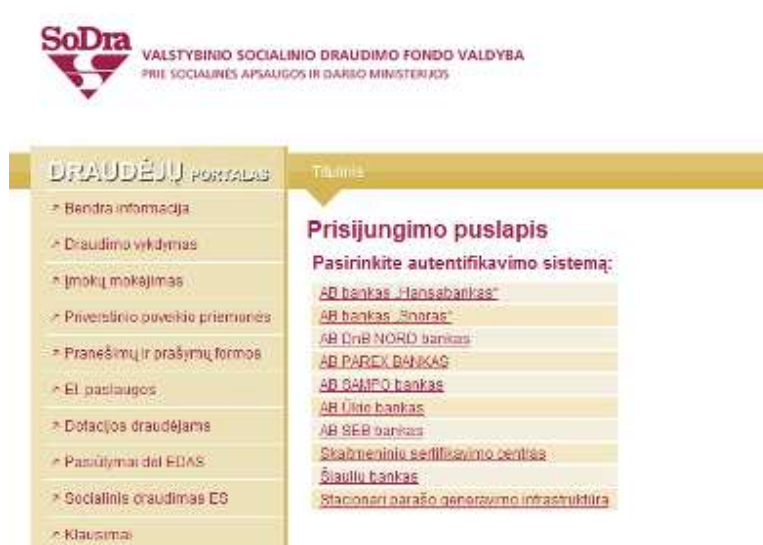 SoDra
VALSTYBINIO SOCIALINIO DRAUDIMO FONDO VALDYBA
PRIE SOCIALINĖS APSAUGOS IR DARBO MINISTERIJOS
DRAUDĖJŲ PORTALAS
Titulinis
Bendra informacija
Draudimo vykdymas
Įmokų mokėjimas
Priverstinio poveikio priemonės
Pranešimų ir prašymų formos
El. paslaugos
Dotacijos draudėjams
Pasiūlymai dėl EDAS
Socialinis draudimas ES
Klausimai
Prisijungimo puslapis
Pasirinkite autentifikavimo sistemą:
AB bankas „Hansabankas“
AB bankas „Snoras“
AB DnB NORD bankas
AB PAREX BANKAS
AB SAMPO bankas
AB Ūkio bankas
AB SEB bankas
Skaitmeninio sertifikavimo centras
Šiaulių bankas
Stacionari parašo generavimo infrastruktūra